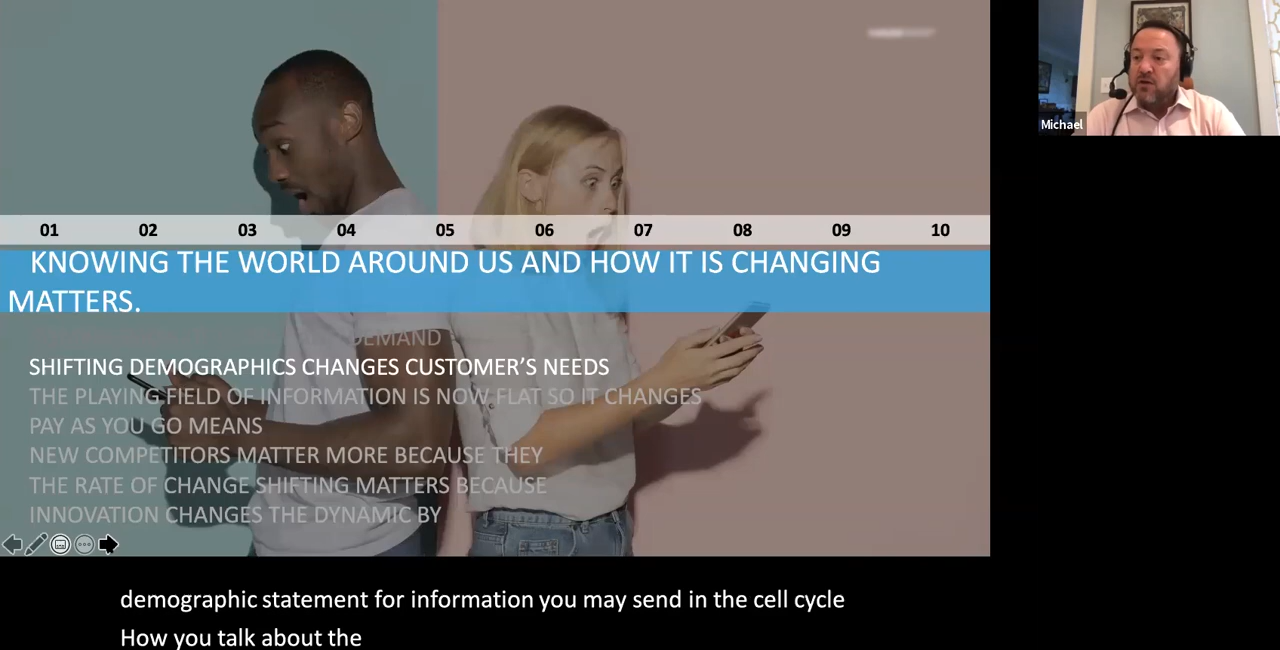 Michael
01 02 03 04 05 06 07 08 09 10
KNOWING THE WORLD AROUND US AND HOW IT IS CHANGING
MATTERS.
DEMAND
SHIFTING DEMOGRAPHICS CHANGES CUSTOMER’S NEEDS
THE PLAYING FIELD OF INFORMATION IS NOW FLAT SO IT CHANGES
PAY AS YOU GO MEANS
NEW COMPETITORS MATTER MORE BECAUSE THEY
THE RATE OF CHANGE SHIFTING MATTERS BECAUSE
INNOVATION CHANGES THE DYNAMIC BY
demographic statement for information you may send in the cell cycle
How you talk about the